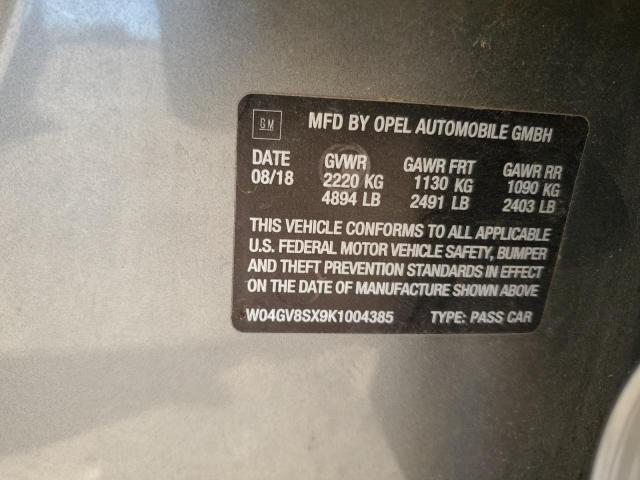 GM MFD BY OPEL AUTOMOBILE GMBH
DATE GVWR GAWR FRT GAWR RR
08/18 2220 KG 1130 KG 1090 KG
4894 LB 2491 LB 2403 LB
THIS VEHICLE CONFORMS TO ALL APPLICABLE
U.S. FEDERAL MOTOR VEHICLE SAFETY, BUMPER
AND THEFT PREVENTION STANDARDS IN EFFECT
ON THE DATE OF MANUFACTURE SHOWN ABOVE
W04GV8SX9K1004385 TYPE: PASS CAR